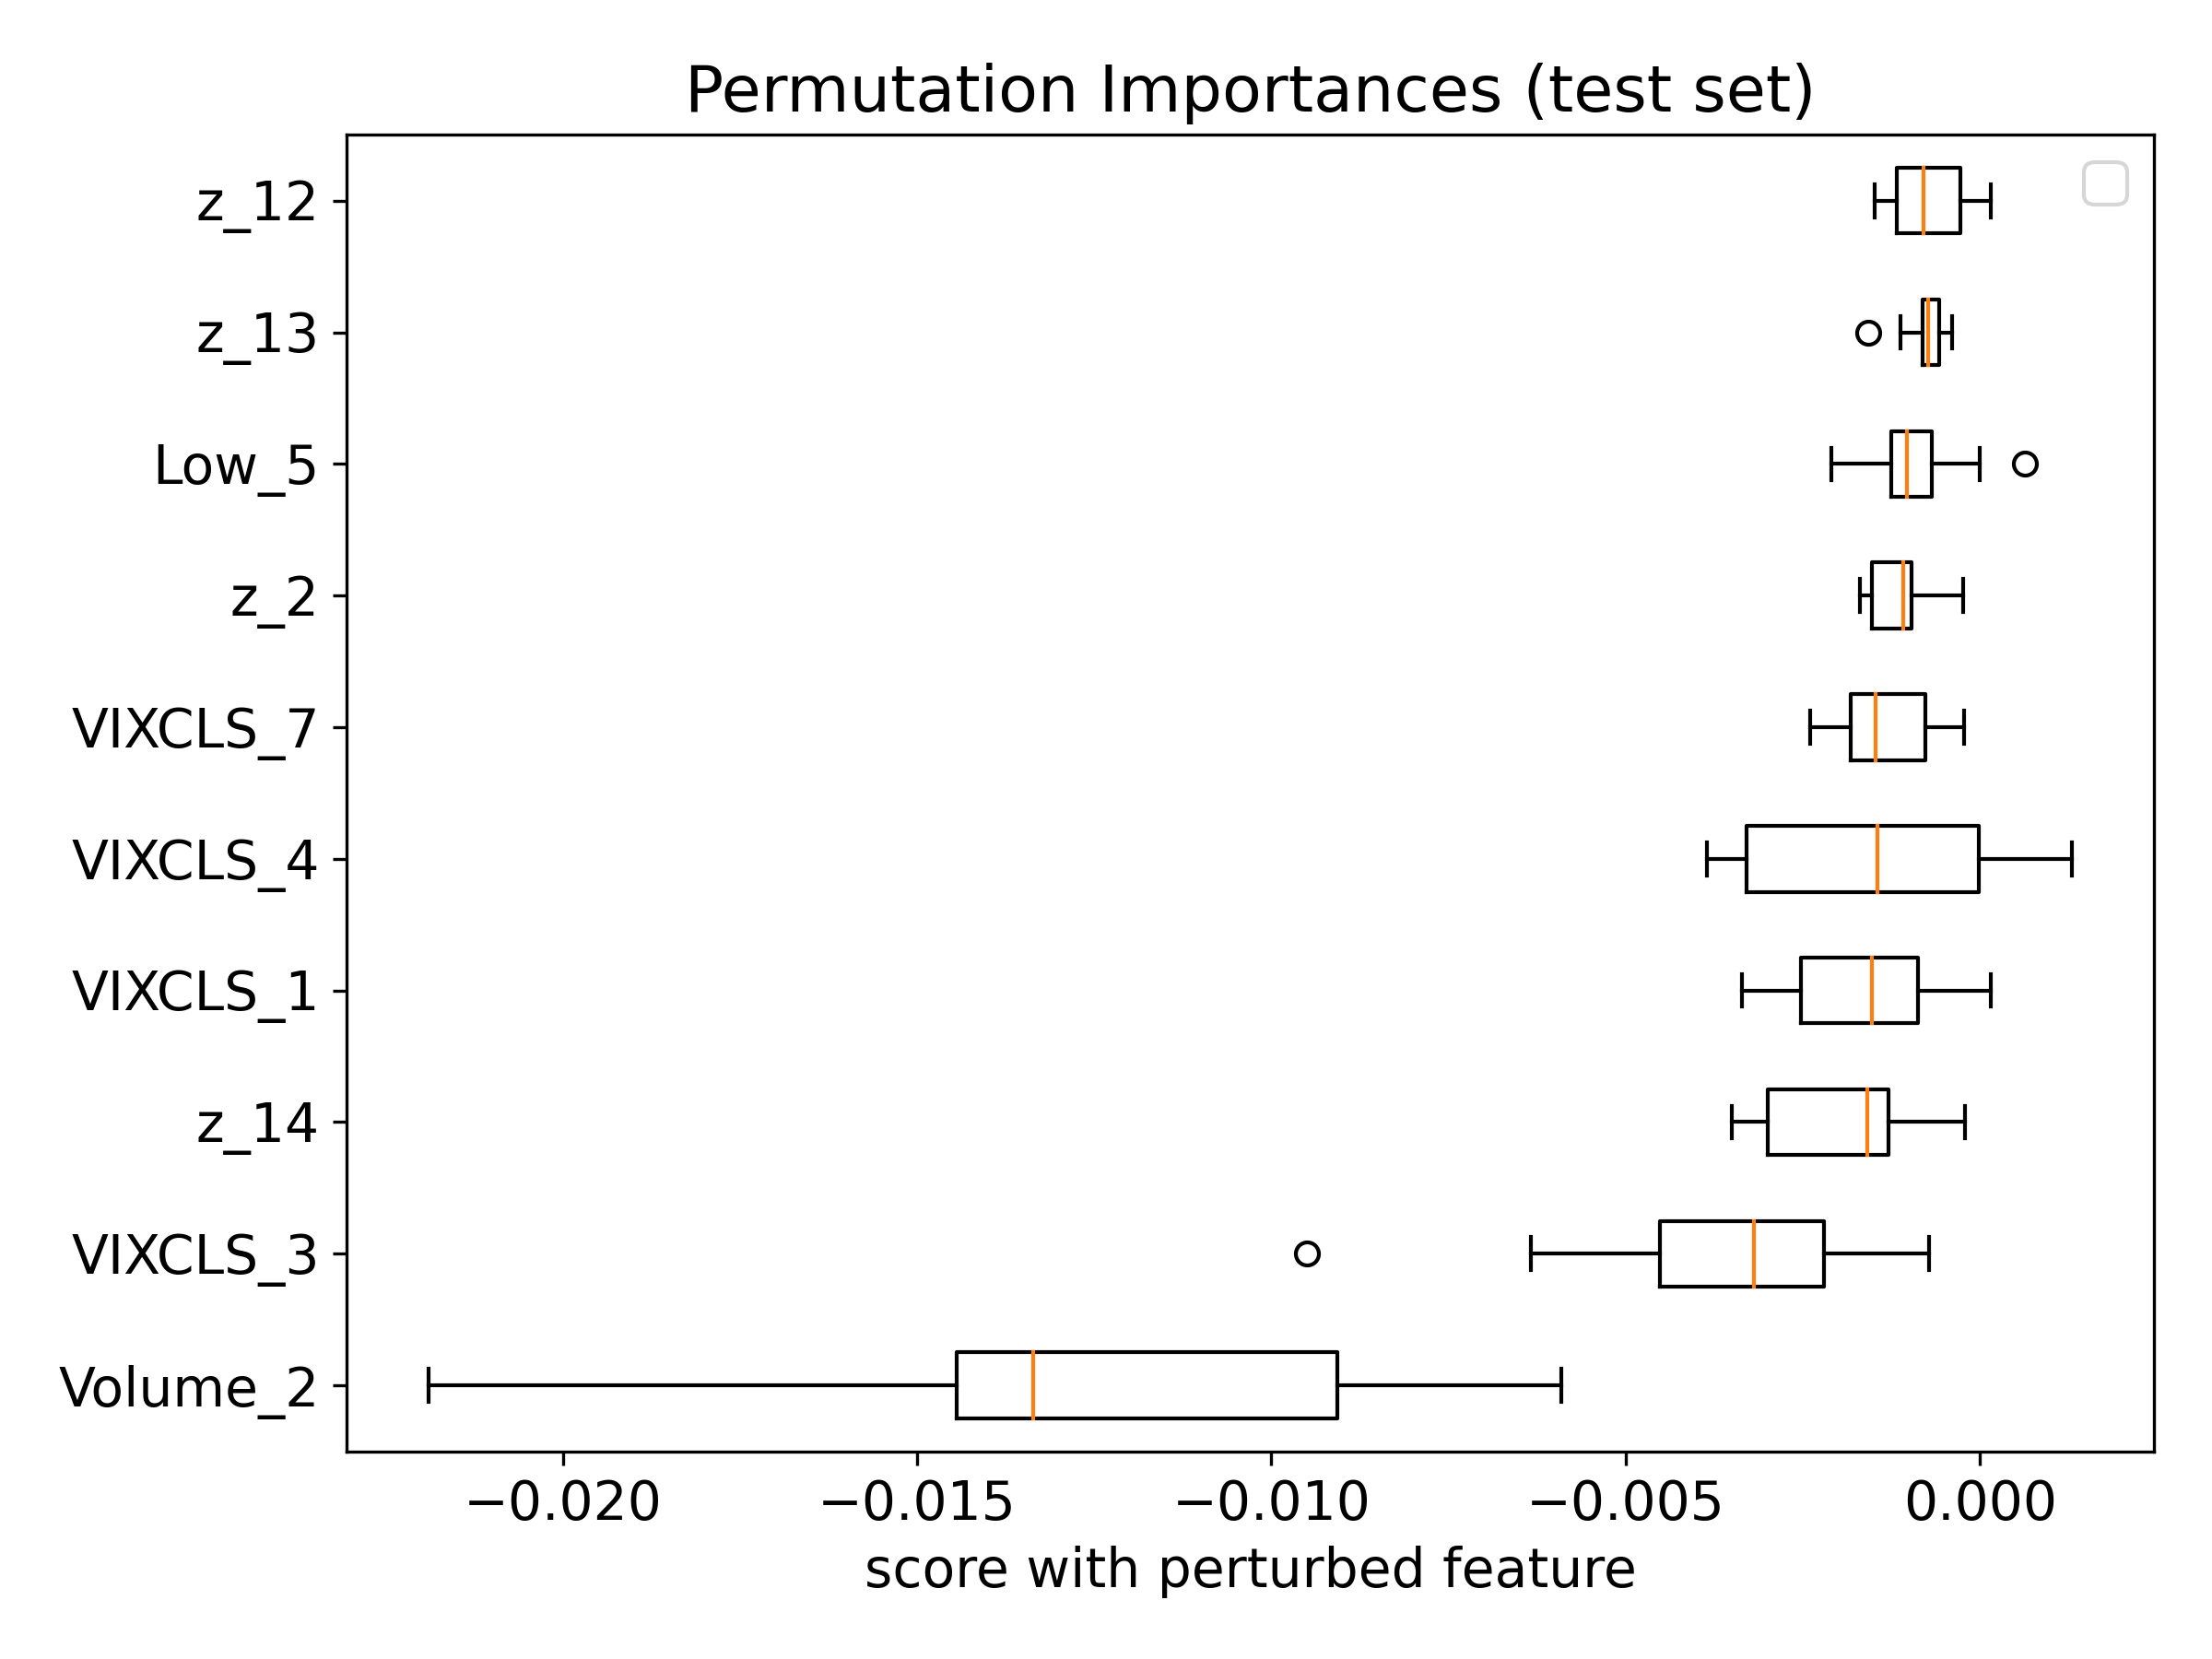 Permutation Importances (test set)
z_12
z_13
Low_5
z_2
VIXCLS_7
VIXCLS_4
VIXCLS_1
z_14
VIXCLS_3
Volume_2
−0.020 −0.015 −0.010 −0.005 0.000
score with perturbed feature